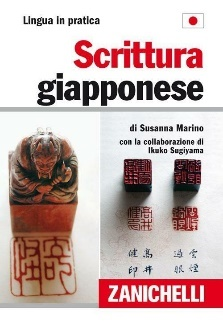 Lingua in pratica
Scrittura
giapponese
di Susanna Marino
con la collaborazione di
Ikuko Sugiyama
ZANICHELLI